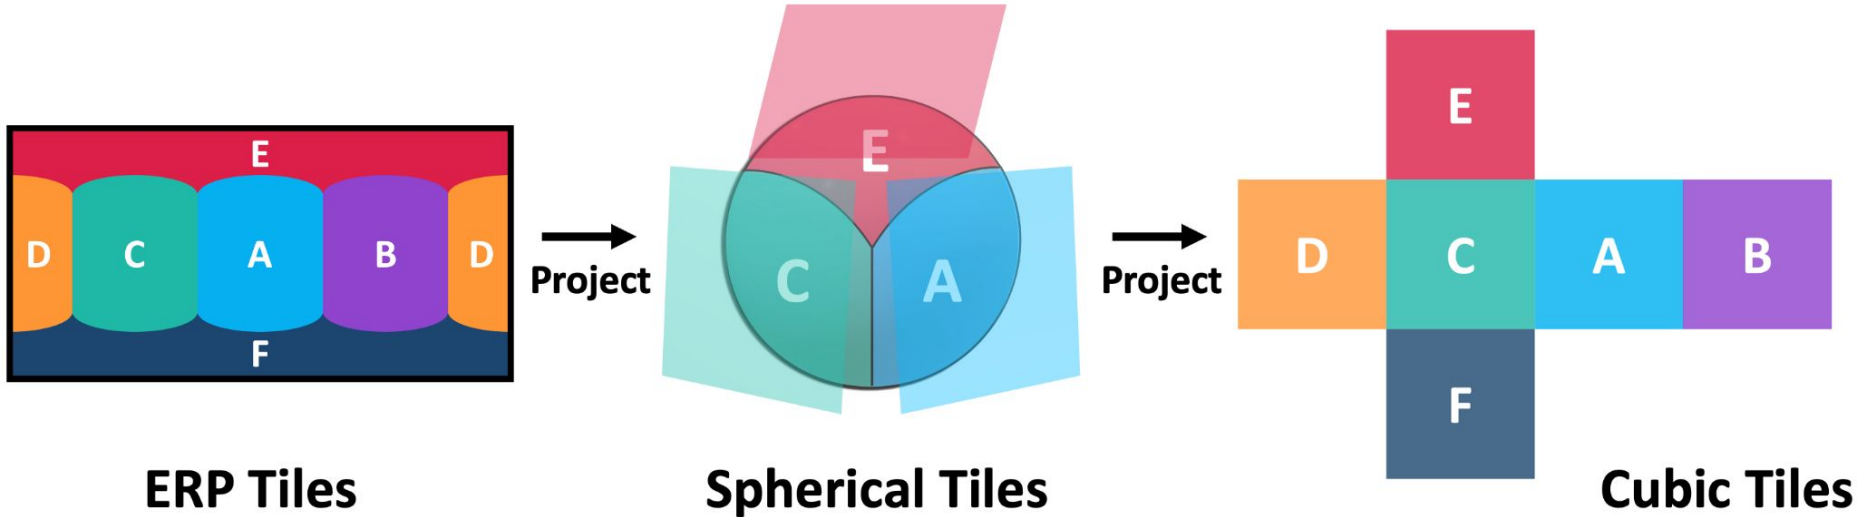 E
D C A B D
F
ERP Tiles
Project
E
C A
Spherical Tiles
Project
E
D C A B
F
Cubic Tiles